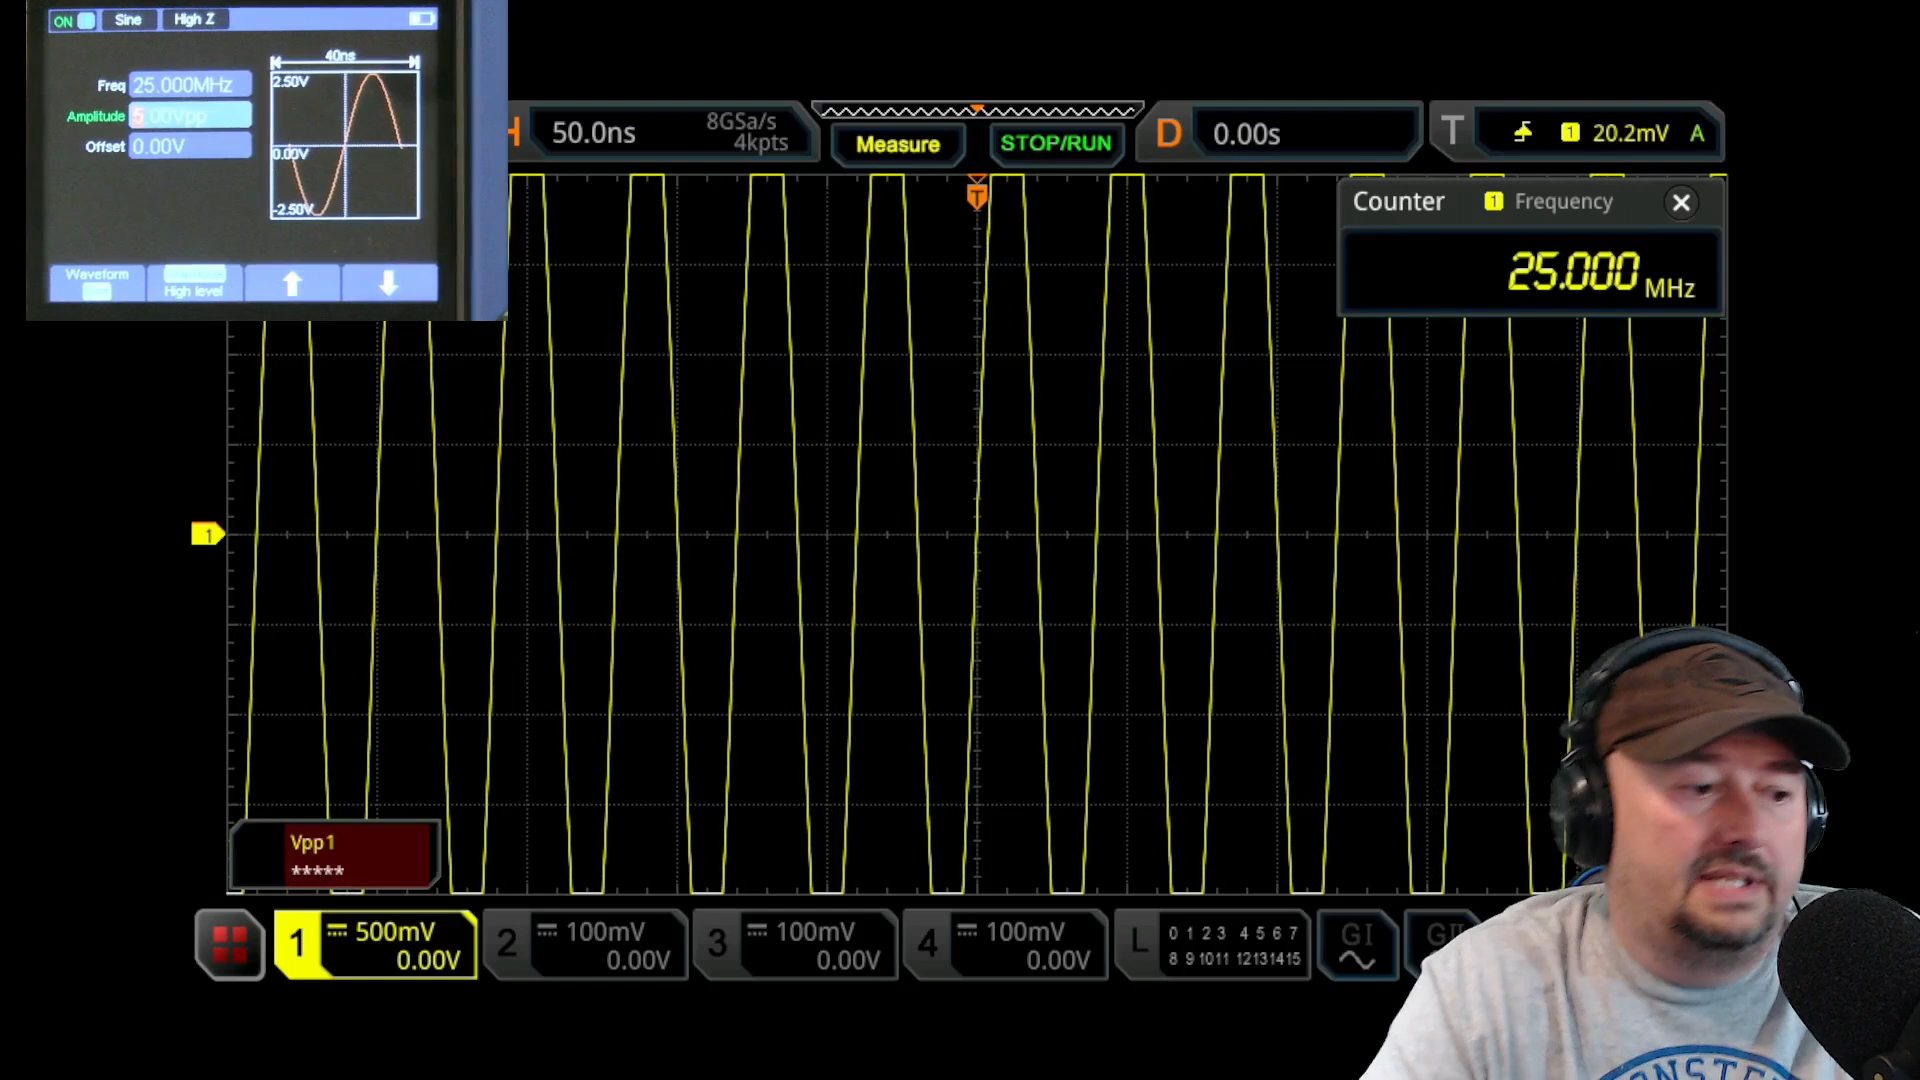 ON Sine High Z
40ns
Freq 25.000MHz
2.50V
Amplitude 5.00Vpp
Offset 0.00V
0.00V
-2.50V
Waveform
High level
H 50.0ns 8GSa/s
4kpts
Measure
STOP/RUN
D 0.00s
T 1 20.2mV A
T
Counter 1 Frequency
25.000 MHz
1
Vpp1
*****
1 500mV
0.00V
2 100mV
0.00V
3 100mV
0.00V
4 100mV
0.00V
L 0 1 2 3 4 5 6 7
8 9 10 11 12 13 14 15
GI